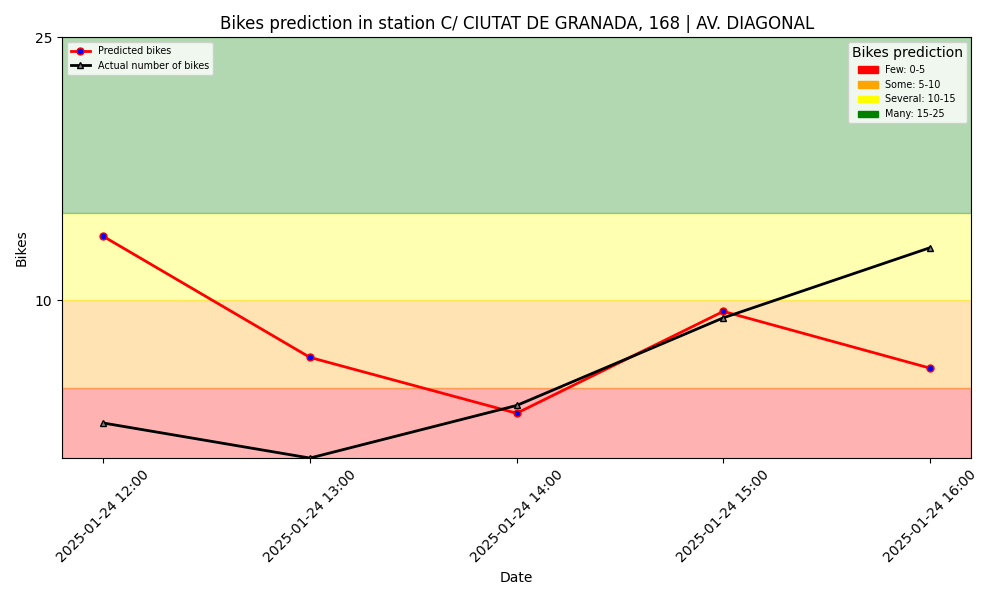 Bikes prediction in station C/ CIUTAT DE GRANADA, 168 | AV. DIAGONAL
25
Predicted bikes
Actual number of bikes
Bikes prediction
Few: 0-5
Some: 5-10
Several: 10-15
Many: 15-25
Bikes
10
2025-01-24 12:00
2025-01-24 13:00
2025-01-24 14:00
2025-01-24 15:00
2025-01-24 16:00
Date